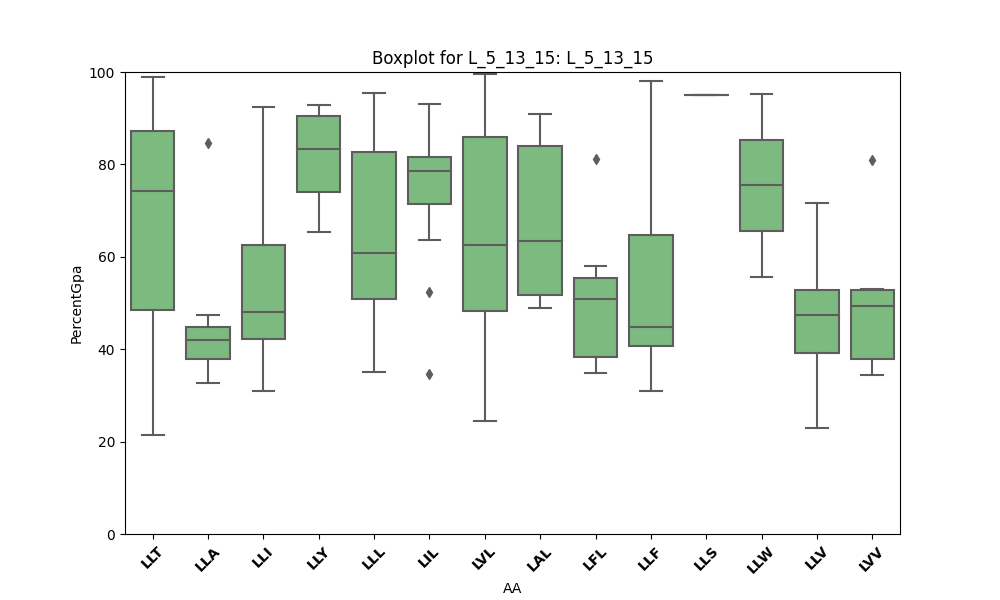 Boxplot for L_5_13_15: L_5_13_15
PercentGpa
100
80
60
40
20
0
LLT LLA LLI LLY LLL LIL LVL LAL LFL LLF LLS LLW LLV LVV
AA